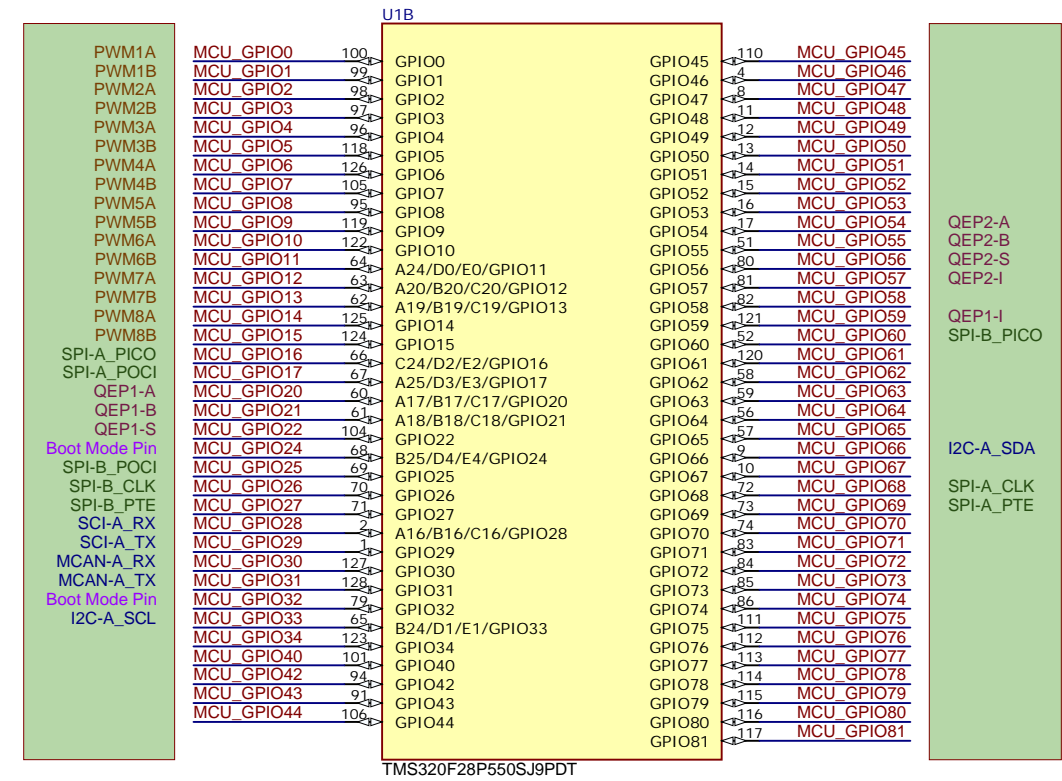 U1B
PWM1A MCU_GPIO0 100 GPIO0 GPIO45 110 MCU_GPIO45
PWM1B MCU_GPIO1 99 GPIO1 GPIO46 4 MCU_GPIO46
PWM2A MCU_GPIO2 98 GPIO2 GPIO47 8 MCU_GPIO47
PWM2B MCU_GPIO3 97 GPIO3 GPIO48 11 MCU_GPIO48
PWM3A MCU_GPIO4 96 GPIO4 GPIO49 12 MCU_GPIO49
PWM3B MCU_GPIO5 118 GPIO5 GPIO50 13 MCU_GPIO50
PWM4A MCU_GPIO6 126 GPIO6 GPIO51 14 MCU_GPIO51
PWM4B MCU_GPIO7 105 GPIO7 GPIO52 15 MCU_GPIO52
PWM5A MCU_GPIO8 95 GPIO8 GPIO53 16 MCU_GPIO53
PWM5B MCU_GPIO9 119 GPIO9 GPIO54 17 MCU_GPIO54 QEP2-A
PWM6A MCU_GPIO10 122 GPIO10 GPIO55 51 MCU_GPIO55 QEP2-B
PWM6B MCU_GPIO11 64 A24/D0/E0/GPIO11 GPIO56 80 MCU_GPIO56 QEP2-S
PWM7A MCU_GPIO12 63 A20/B20/C20/GPIO12 GPIO57 81 MCU_GPIO57 QEP2-I
PWM7B MCU_GPIO13 62 A19/B19/C19/GPIO13 GPIO58 82 MCU_GPIO58
PWM8A MCU_GPIO14 125 GPIO14 GPIO59 121 MCU_GPIO59 QEP1-I
PWM8B MCU_GPIO15 124 GPIO15 GPIO60 52 MCU_GPIO60 SPI-B_PICO
SPI-A_PICO MCU_GPIO16 66 C24/D2/E2/GPIO16 GPIO61 120 MCU_GPIO61
SPI-A_POCI MCU_GPIO17 67 A25/D3/E3/GPIO17 GPIO62 58 MCU_GPIO62
QEP1-A MCU_GPIO20 60 A17/B17/C17/GPIO20 GPIO63 59 MCU_GPIO63
QEP1-B MCU_GPIO21 61 A18/B18/C18/GPIO21 GPIO64 56 MCU_GPIO64
QEP1-S MCU_GPIO22 104 GPIO22 GPIO65 57 MCU_GPIO65
Boot Mode Pin MCU_GPIO24 68 B25/D4/E4/GPIO24 GPIO66 9 MCU_GPIO66 I2C-A_SDA
SPI-B_POCI MCU_GPIO25 69 GPIO25 GPIO67 10 MCU_GPIO67
SPI-B_CLK MCU_GPIO26 70 GPIO26 GPIO68 72 MCU_GPIO68 SPI-A_CLK
SPI-B_PTE MCU_GPIO27 71 GPIO27 GPIO69 73 MCU_GPIO69 SPI-A_PTE
SCI-A_RX MCU_GPIO28 2 A16/B16/C16/GPIO28 GPIO70 74 MCU_GPIO70
SCI-A_TX MCU_GPIO29 1 GPIO29 GPIO71 83 MCU_GPIO71
MCAN-A_RX MCU_GPIO30 127 GPIO30 GPIO72 84 MCU_GPIO72
MCAN-A_TX MCU_GPIO31 128 GPIO31 GPIO73 85 MCU_GPIO73
Boot Mode Pin MCU_GPIO32 79 GPIO32 GPIO74 86 MCU_GPIO74
I2C-A_SCL MCU_GPIO33 65 B24/D1/E1/GPIO33 GPIO75 111 MCU_GPIO75
MCU_GPIO34 123 GPIO34 GPIO76 112 MCU_GPIO76
MCU_GPIO40 101 GPIO40 GPIO77 113 MCU_GPIO77
MCU_GPIO42 94 GPIO42 GPIO78 114 MCU_GPIO78
MCU_GPIO43 91 GPIO43 GPIO79 115 MCU_GPIO79
MCU_GPIO44 106 GPIO44 GPIO80 116 MCU_GPIO80
GPIO81 117 MCU_GPIO81
TMS320F28P550SJ9PDT